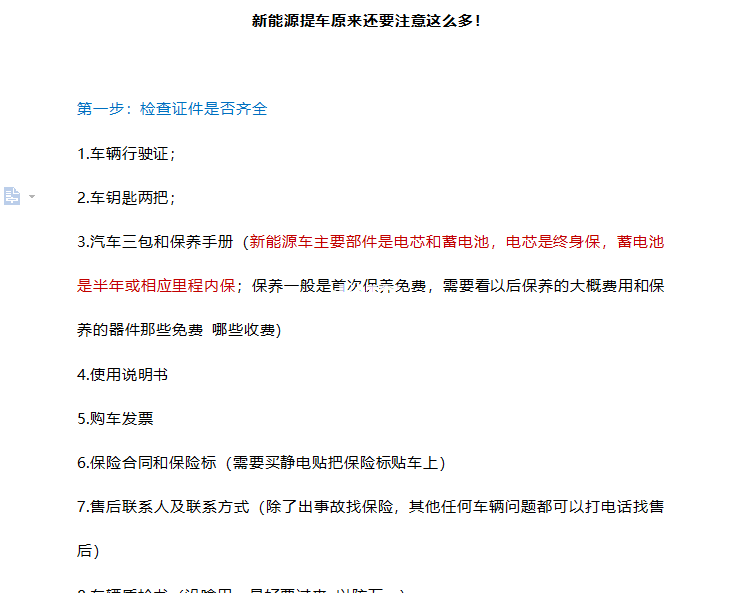 新能源提车原来还要注意这么多！
第一步：检查证件是否齐全
1.车辆行驶证；
2.车钥匙两把；
3.汽车三包和保养手册（新能源车主要部件是电芯和蓄电池，电芯是终身保，蓄电池
是半年或相应里程内保；保养一般是首次保养免费，需要看以后保养的大概费用和保
养的器件那些免费 哪些收费）
4.使用说明书
5.购车发票
6.保险合同和保险标（需要买静电贴把保险标贴车上）
7.售后联系人及联系方式（除了出事故找保险，其他任何车辆问题都可以打电话找售
后）